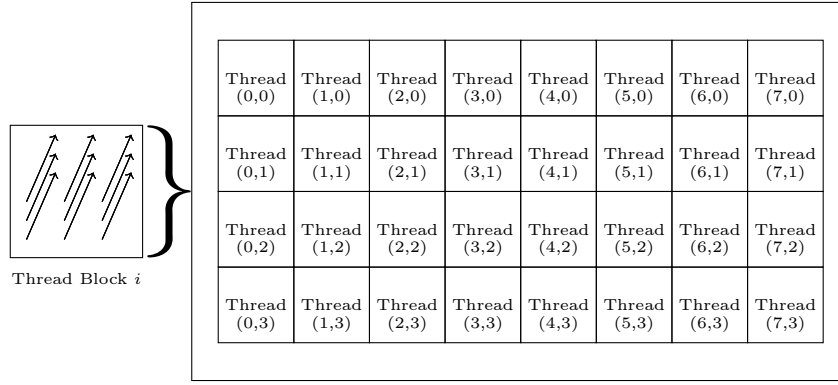 Thread Thread Thread Thread Thread Thread Thread Thread
(0,0) (1,0) (2,0) (3,0) (4,0) (5,0) (6,0) (7,0)
Thread Thread Thread Thread Thread Thread Thread Thread
(0,1) (1,1) (2,1) (3,1) (4,1) (5,1) (6,1) (7,1)
Thread Thread Thread Thread Thread Thread Thread Thread
(0,2) (1,2) (2,2) (3,2) (4,2) (5,2) (6,2) (7,2)
Thread Thread Thread Thread Thread Thread Thread Thread
(0,3) (1,3) (2,3) (3,3) (4,3) (5,3) (6,3) (7,3)
Thread Block i